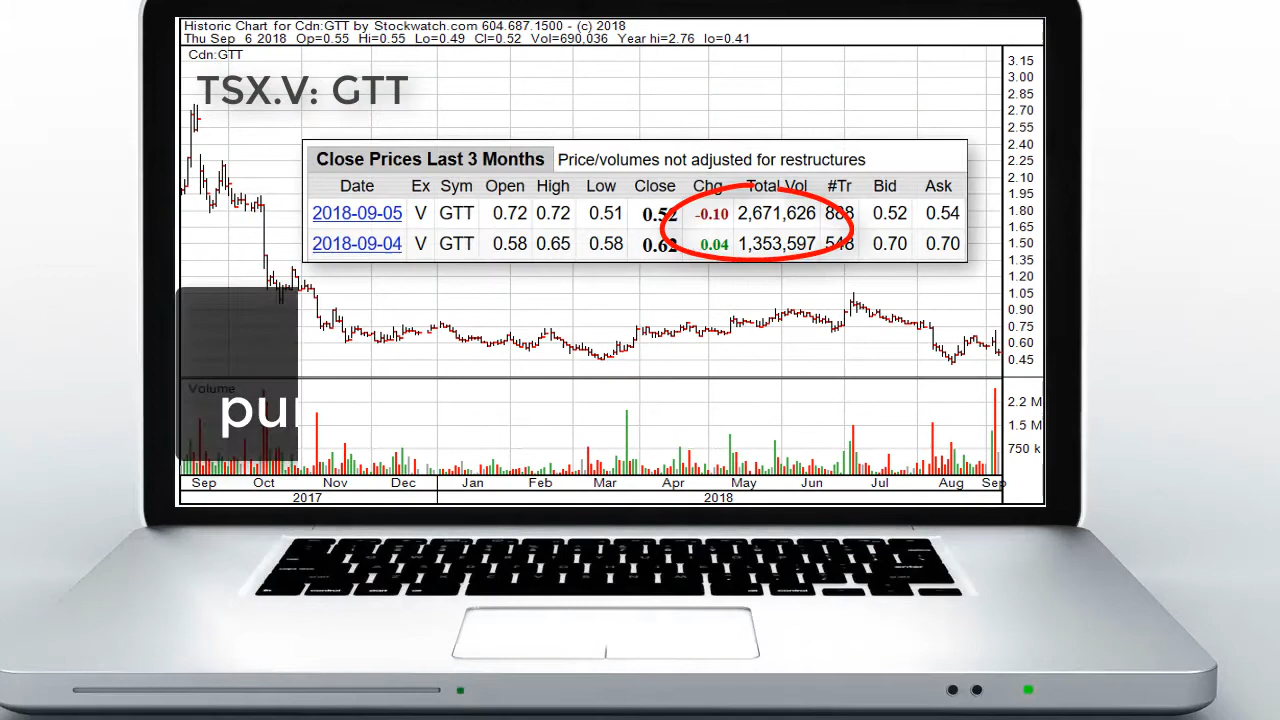 Historic Chart for Cdn:GTT by Stockwatch.com 604.687.1500 - (c) 2018
Thu Sep 6 2018 Op=0.55 Hi=0.55 Lo=0.49 Cl=0.52 Vol=690,036 Year hi=2.76 lo=0.41
Cdn:GTT
TSX.V: GTT
Close Prices Last 3 Months Price/volumes not adjusted for restructures
Date Ex Sym Open High Low Close Chg Total Vol #Tr Bid Ask
2018-09-05 V GTT 0.72 0.72 0.51 0.52 -0.10 2,671,626 888 0.52 0.54
2018-09-04 V GTT 0.58 0.65 0.58 0.62 0.04 1,353,597 548 0.70 0.70
3.15
3.00
2.85
2.70
2.55
2.40
2.25
2.10
1.95
1.80
1.65
1.50
1.35
1.20
1.05
0.90
0.75
0.60
0.45
Volume
2.2 M
1.5 M
750 k
Sep Oct Nov Dec Jan Feb Mar Apr May Jun Jul Aug Sep
2017 2018